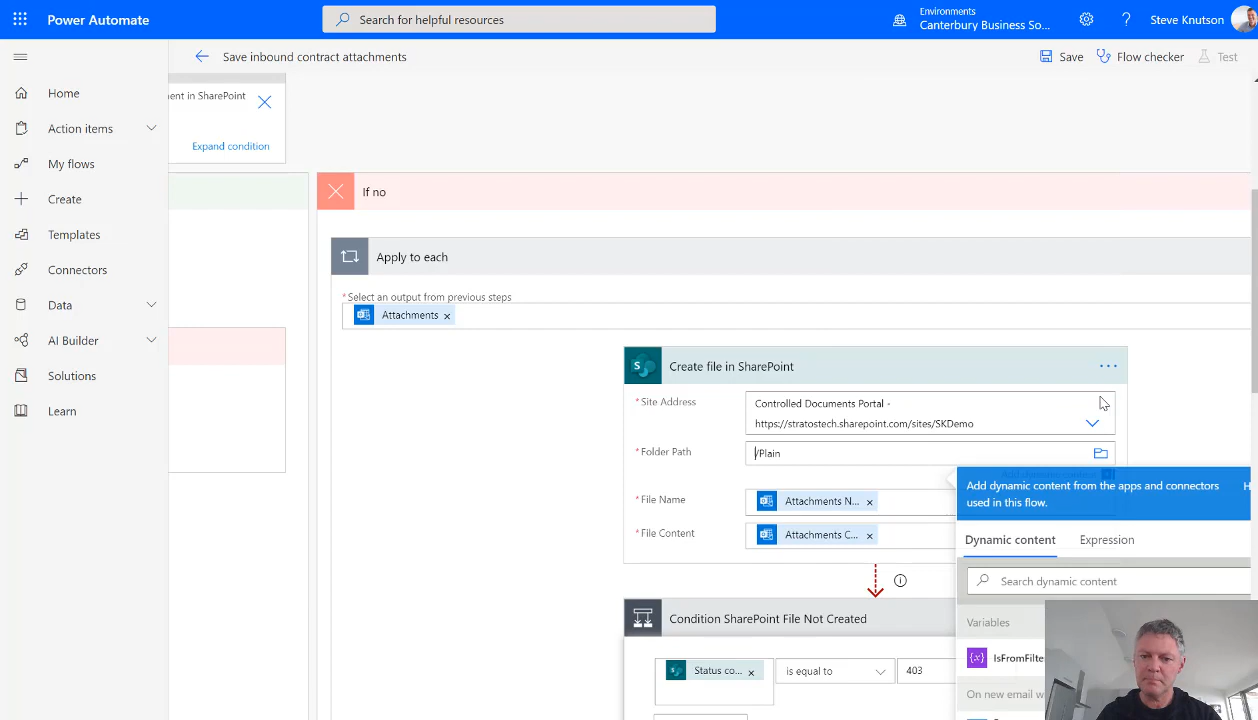 Power Automate
Search for helpful resources
Environments
Canterbury Business So...
?
Steve Knutson
Save inbound contract attachments
Save
Flow checker
Test
Home
Action items
My flows
Create
Templates
Connectors
Data
AI Builder
Solutions
Learn
ent in SharePoint
Expand condition
If no
Apply to each
*Select an output from previous steps
Attachments ×
Create file in SharePoint
*Site Address
Controlled Documents Portal -
https://stratostech.sharepoint.com/sites/SKDemo
*Folder Path
/Plain
*File Name
Attachments N... ×
*File Content
Attachments C... ×
Add dynamic content from the apps and connectors
used in this flow.
H
Dynamic content
Expression
Search dynamic content
Variables
{x} IsFromFilte
On new email w
Condition SharePoint File Not Created
Status co... ×
is equal to
403